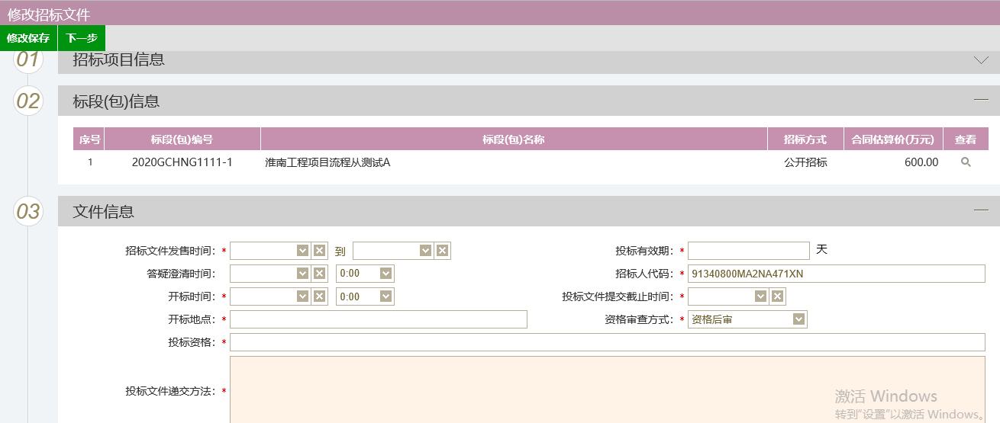 修改招标文件
修改保存 下一步
01 招标项目信息
02 标段(包)信息
序号 标段(包)编号 标段(包)名称 招标方式 合同估算价(万元) 查看
1 2020GCHNG1111-1 淮南工程项目流程从测试A 公开招标 600.00
03 文件信息
招标文件发售时间：* 到 投标有效期：* 天
答疑澄清时间： 0:00 招标人代码：* 91340800MA2NA471XN
开标时间：* 0:00 投标文件提交截止时间：*
开标地点：* 资格审查方式：* 资格后审
投标资格：*
投标文件递交方法：*
激活 Windows
转到“设置”以激活 Windows。